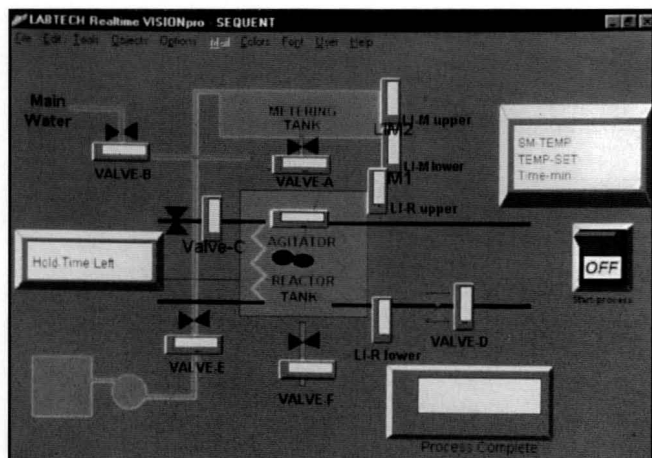 LABTECH Realtime VISIONpro - SEQUENT
File Edit Tools Objects Options Colors Font User Help
Main
Water
METERING
TANK
VALVE-B
VALVE-A
LI-M upper
LI-M lower
LI-R upper
SM-TEMP
TEMP-SET
Time-min
Valve-C
AGITATOR
REACTOR
TANK
Hold-Time Left
OFF
Start-process
VALVE-E
VALVE-F
LI-R lower
VALVE-D
Process Complete